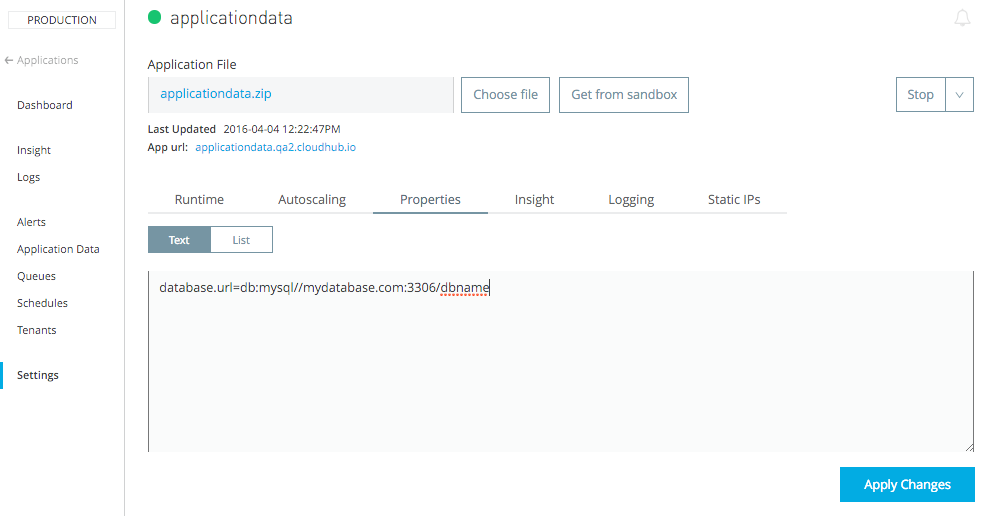 PRODUCTION
Applications
Dashboard
Insight
Logs
Alerts
Application Data
Queues
Schedules
Tenants
Settings
applicationdata
Application File
applicationdata.zip Choose file Get from sandbox Stop
Last Updated 2016-04-04 12:22:47PM
App url: applicationdata.qa2.cloudhub.io
Runtime Autoscaling Properties Insight Logging Static IPs
Text List
database.url=db:mysql//mydatabase.com:3306/dbname
Apply Changes